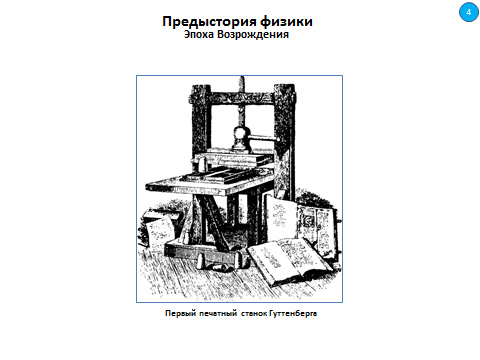 4
Предыстория физики
Эпоха Возрождения
Первый печатный станок Гуттенберга